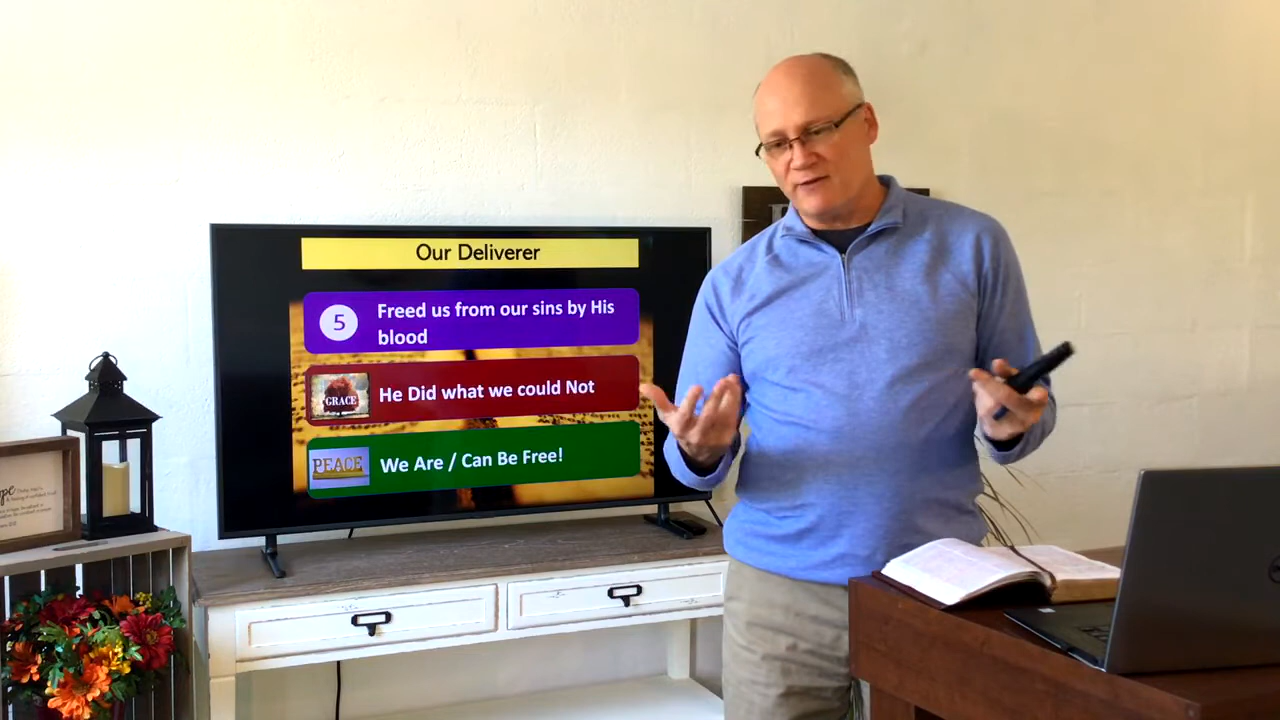 Our Deliverer
5
Freed us from our sins by His
blood
GRACE
He Did what we could Not
PEACE
We Are / Can Be Free!